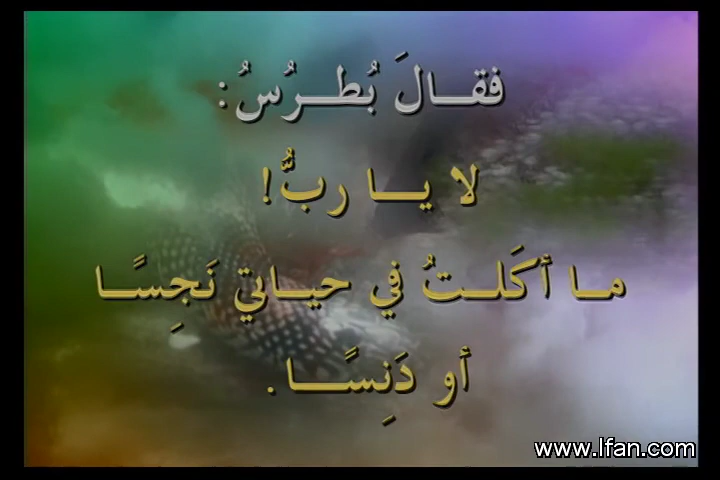 فقالَ بُطرُسُ:
لا يا ربُّ!
ما أكَلتُ في حياتي نَجِسًا
أو دَنِسًا.
www.lfan.com